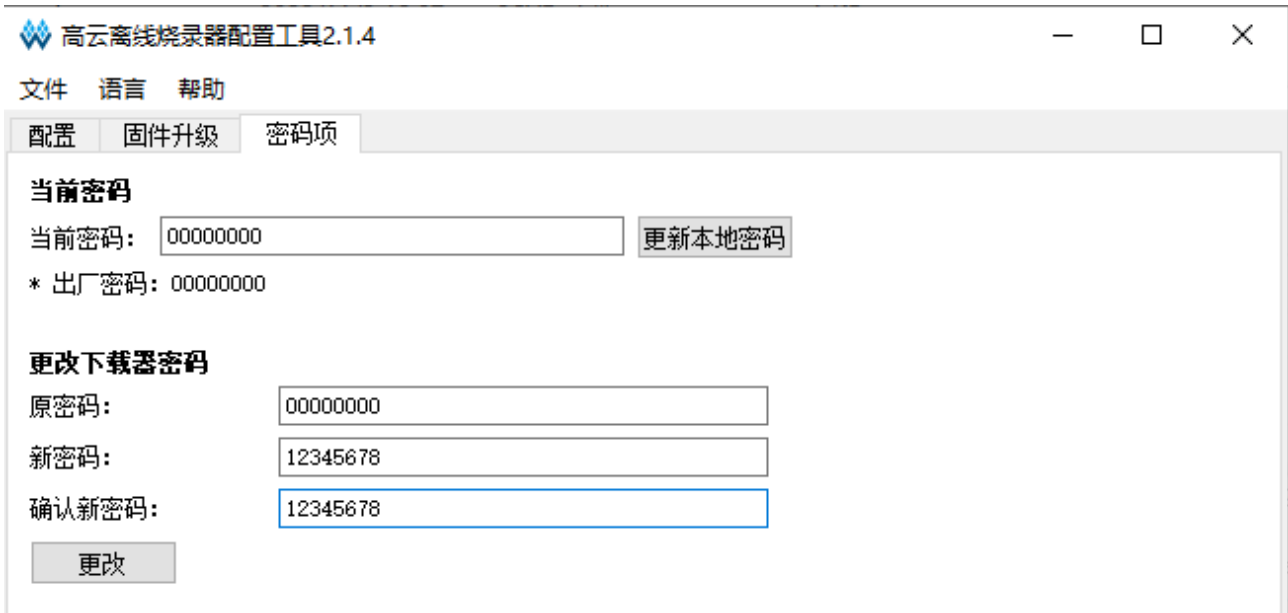 高云离线烧录器配置工具2.1.4
文件 语言 帮助
配置 固件升级 密码项
当前密码
当前密码： 00000000 更新本地密码
* 出厂密码：00000000
更改下载器密码
原密码： 00000000
新密码： 12345678
确认新密码： 12345678
更改